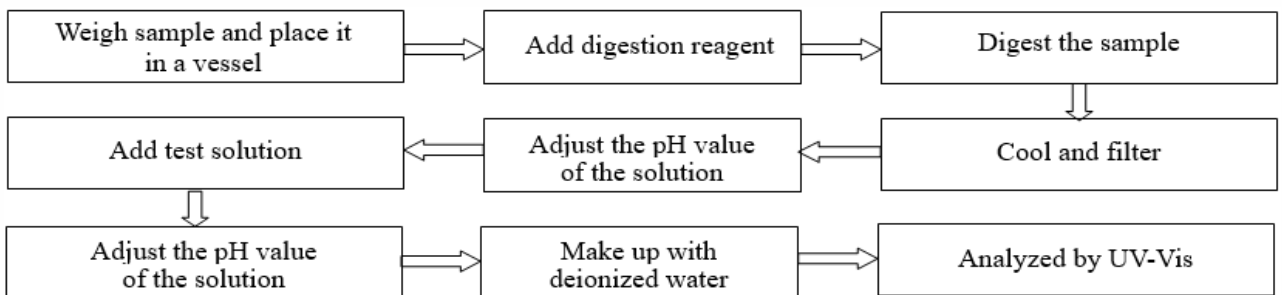 Weigh sample and place it
in a vessel
Add digestion reagent
Digest the sample
Cool and filter
Adjust the pH value
of the solution
Add test solution
Adjust the pH value
of the solution
Make up with
deionized water
Analyzed by UV-Vis